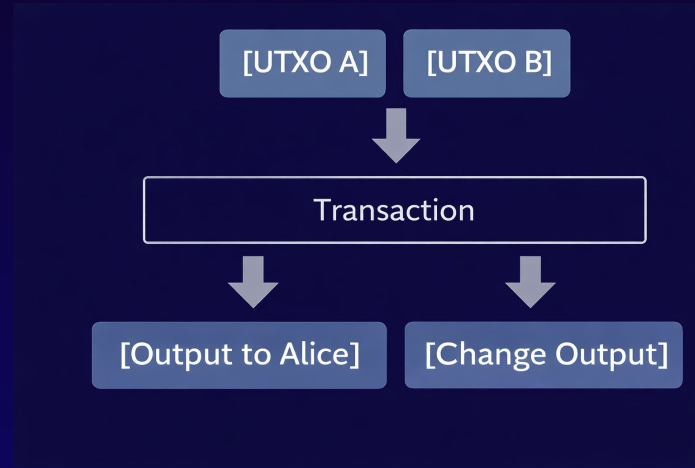 [UTXO A] [UTXO B]
Transaction
[Output to Alice] [Change Output]